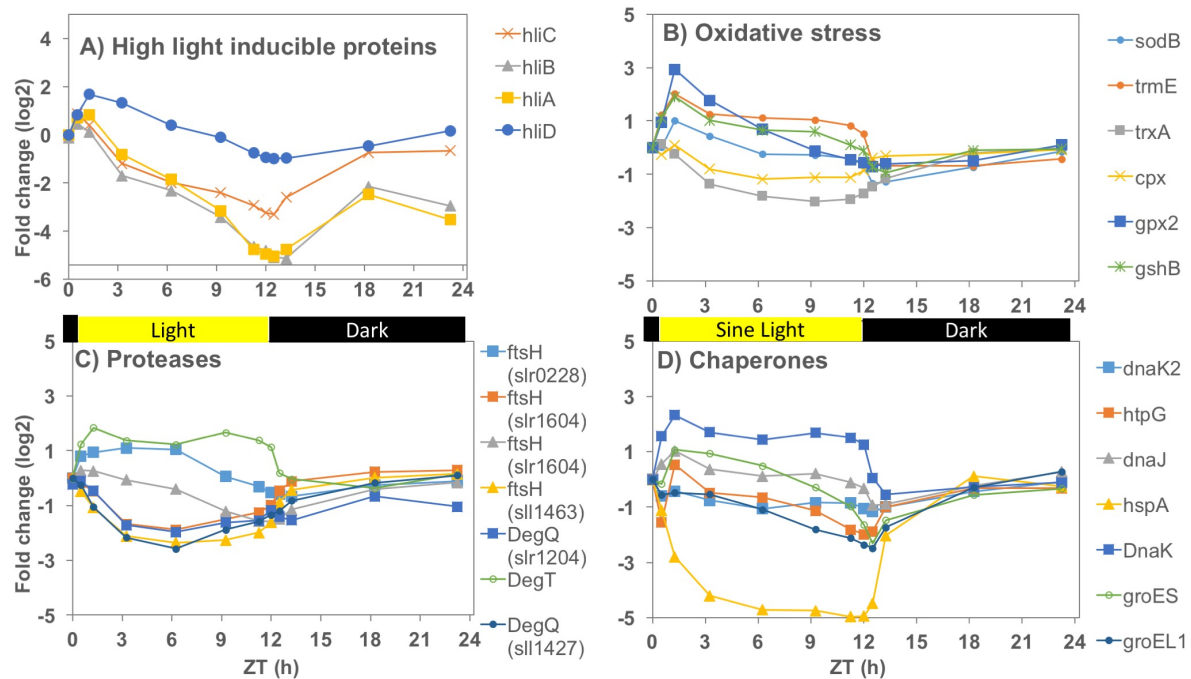 A) High light inducible proteins
Fold change (log2)
4
2
0
-2
-4
-6
0 3 6 9 12 15 18 21 24
hliC
hliB
hliA
hliD
B) Oxidative stress
5
3
1
-1
-3
-5
0 3 6 9 12 15 18 21 24
sodB
trmE
trxA
cpx
gpx2
gshB
Light Dark
Sine Light Dark
C) Proteases
Fold change (log2)
5
3
1
-1
-3
-5
0 3 6 9 12 15 18 21 24
ZT (h)
ftsH
(slr0228)
ftsH
(slr1604)
ftsH
(slr1604)
ftsH
(sll1463)
DegQ
(slr1204)
DegT
DegQ
(sll1427)
D) Chaperones
5
3
1
-1
-3
-5
0 3 6 9 12 15 18 21 24
ZT (h)
dnaK2
htpG
dnaJ
hspA
DnaK
groES
groEL1